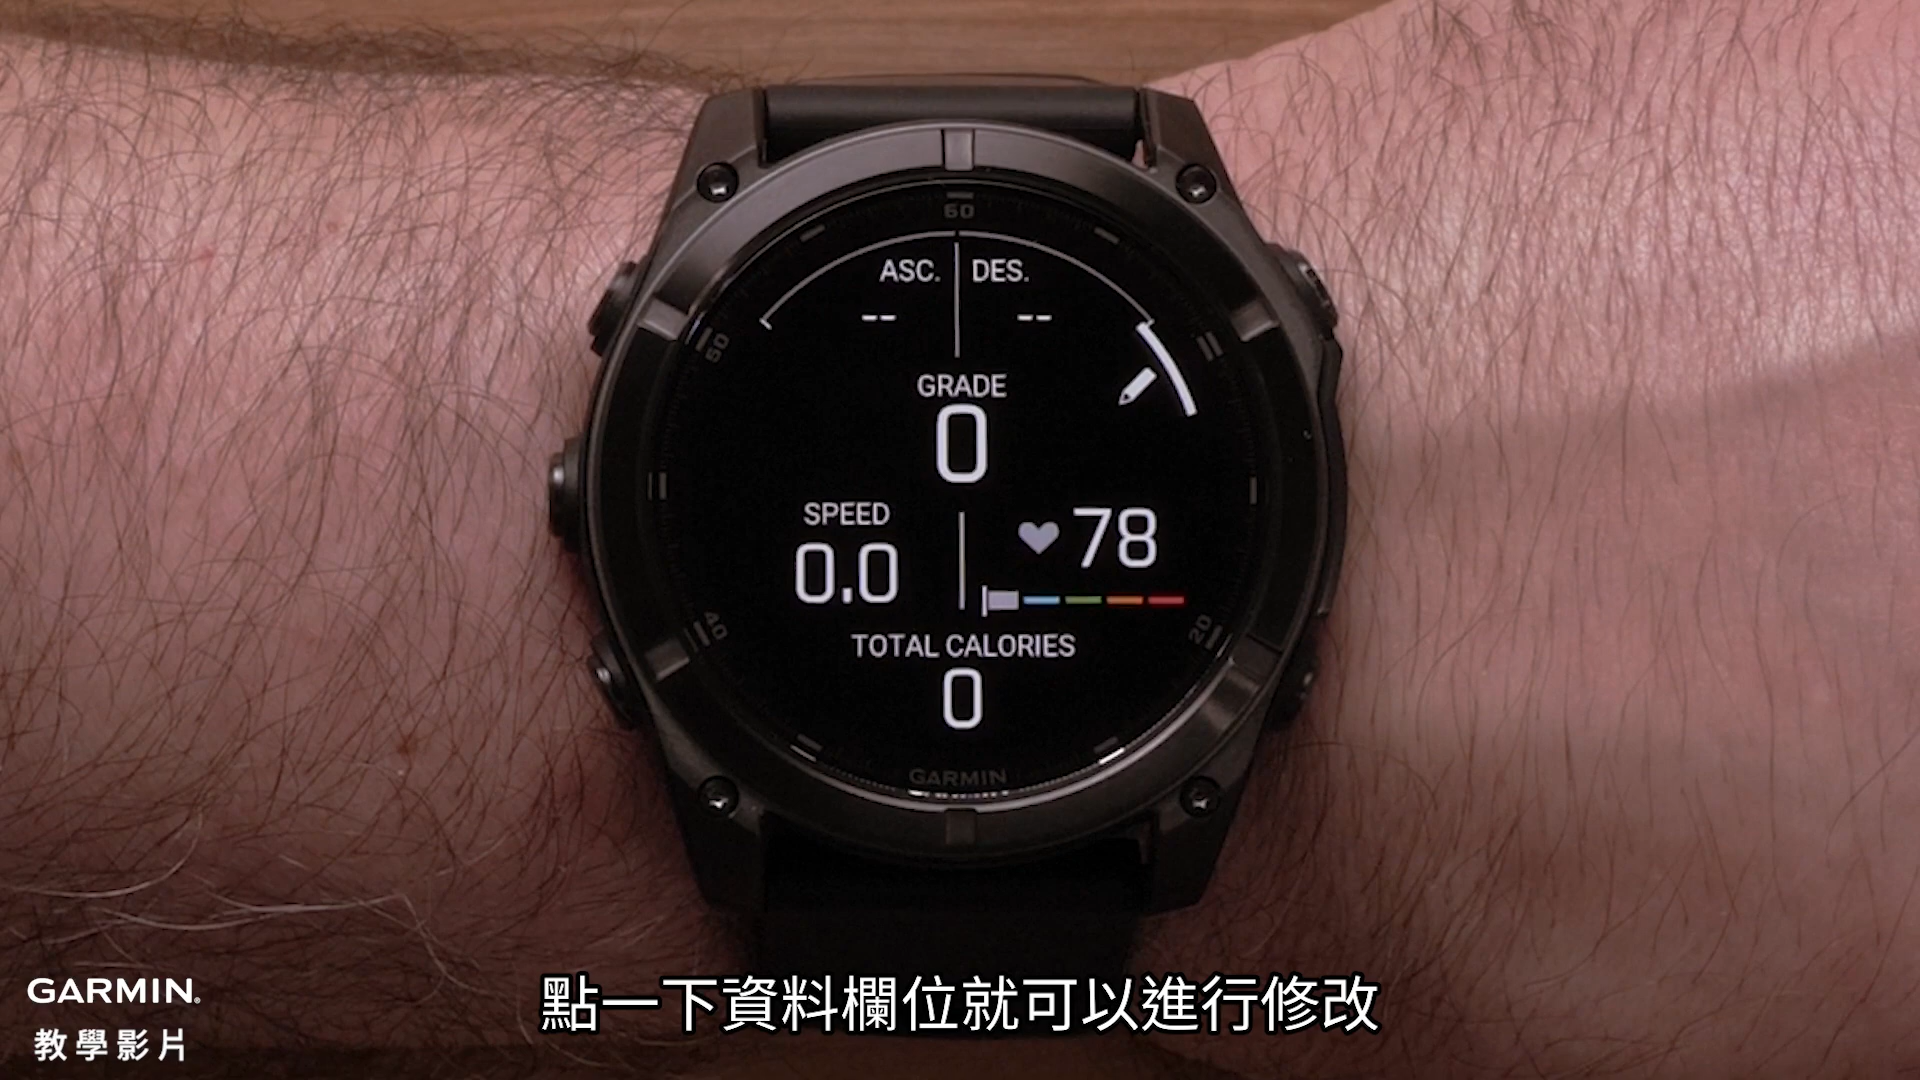 60
ASC. DES.
-- --
50
GRADE
0
SPEED
0.0
78
40
20
TOTAL CALORIES
0
GARMIN
點一下資料欄位就可以進行修改
GARMIN®
教學影片